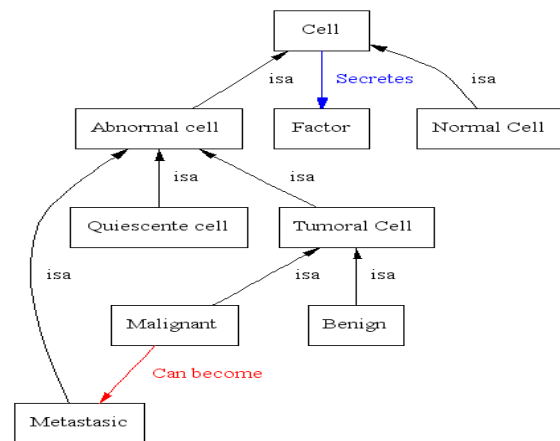 Cell
isa
Secretes
isa
Abnormal cell
Factor
Normal Cell
isa
isa
Quiescente cell
Tumoral Cell
isa
isa
isa
Malignant
Benign
Can become
Metastasic